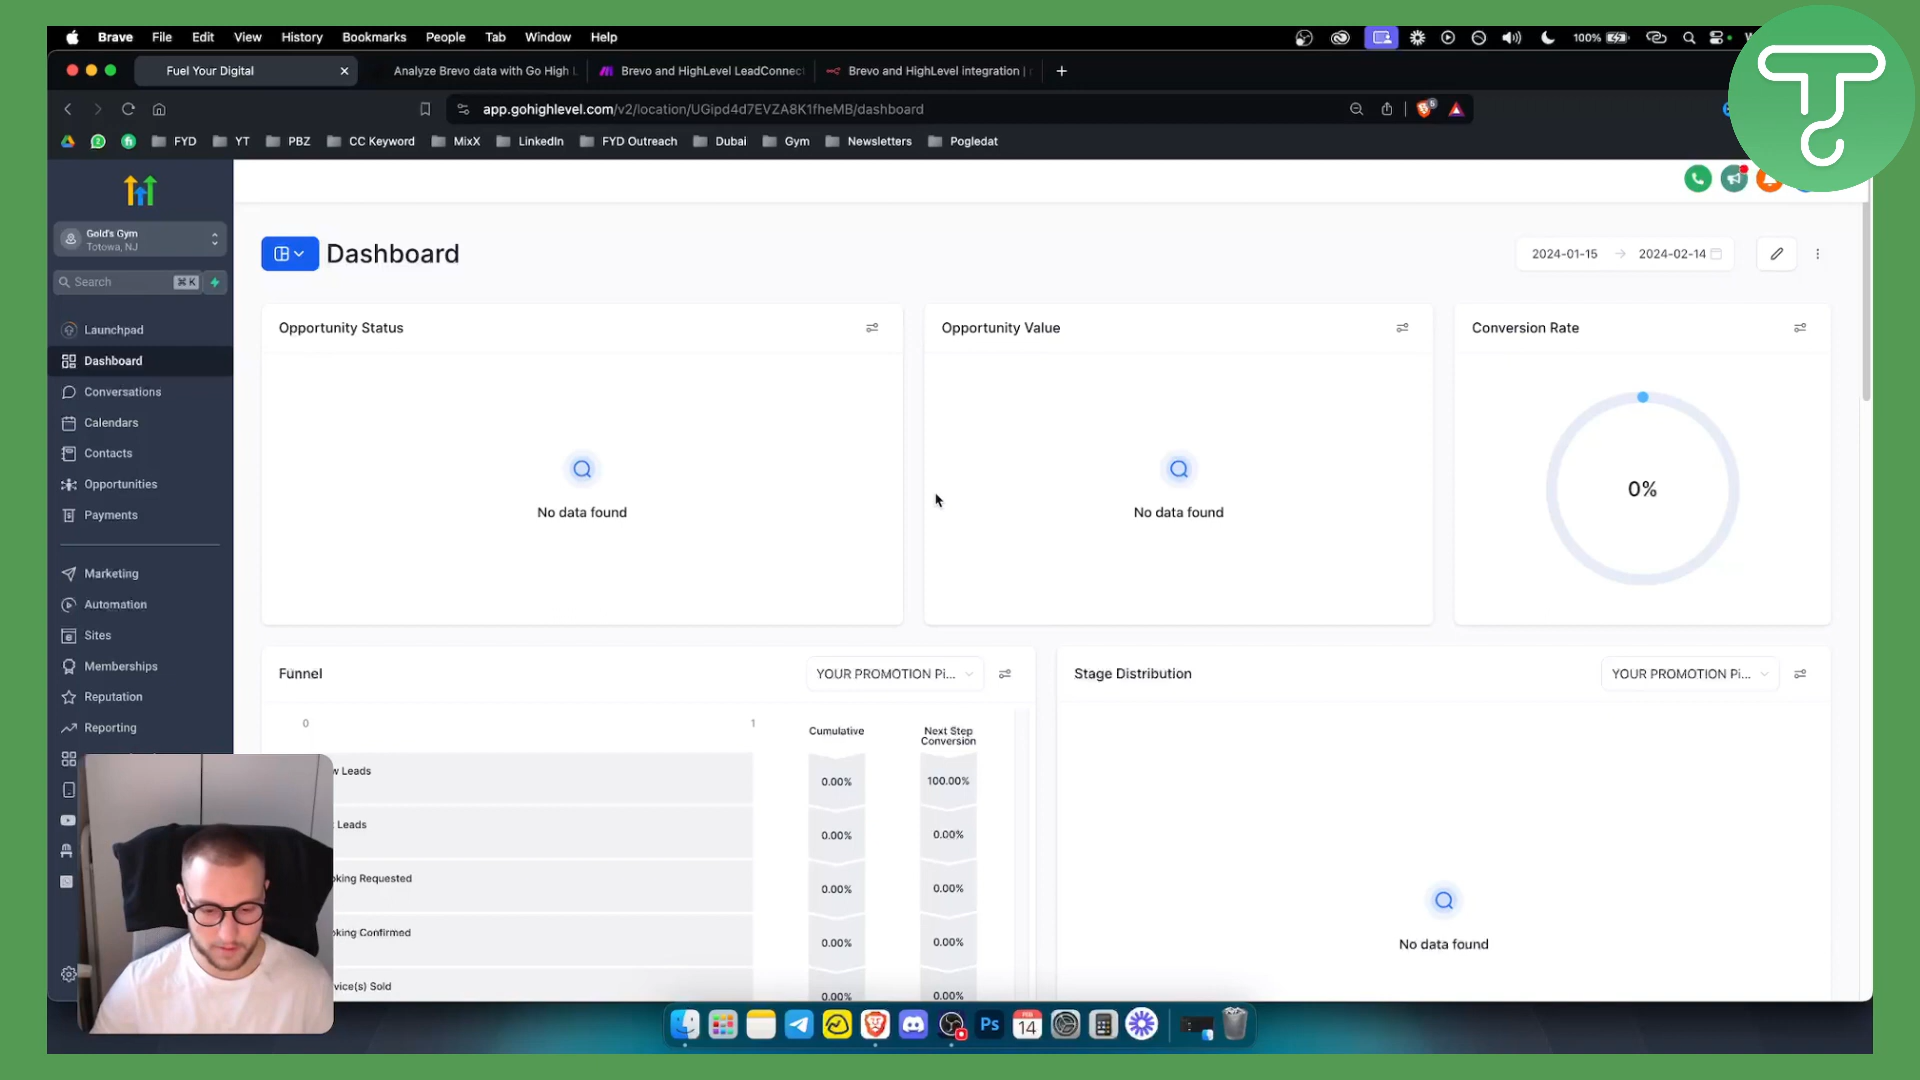 Brave File Edit View History Bookmarks People Tab Window Help
100%
Fuel Your Digital
Analyze Brevo data with Go High L
Brevo and HighLevel LeadConnect
Brevo and HighLevel integration |
app.gohighlevel.com/v2/location/UGipd4d7EVZA8K1fheMB/dashboard
5
2
FYD
YT
PBZ
CC Keyword
MixX
LinkedIn
FYD Outreach
Dubai
Gym
Newsletters
Pogledat
Gold's Gym
Totowa, NJ
Search
⌘ K
Launchpad
Dashboard
Conversations
Calendars
Contacts
Opportunities
Payments
Marketing
Automation
Sites
Memberships
Reputation
Reporting
Dashboard
2024-01-15 → 2024-02-14
Opportunity Status
No data found
Opportunity Value
No data found
Conversion Rate
0%
Funnel
YOUR PROMOTION Pi...
0
1
Cumulative
Next Step
Conversion
w Leads
0.00%
100.00%
Leads
0.00%
0.00%
king Requested
0.00%
0.00%
king Confirmed
0.00%
0.00%
vice(s) Sold
0.00%
0.00%
Stage Distribution
YOUR PROMOTION Pi...
No data found
Ps
FEB
14